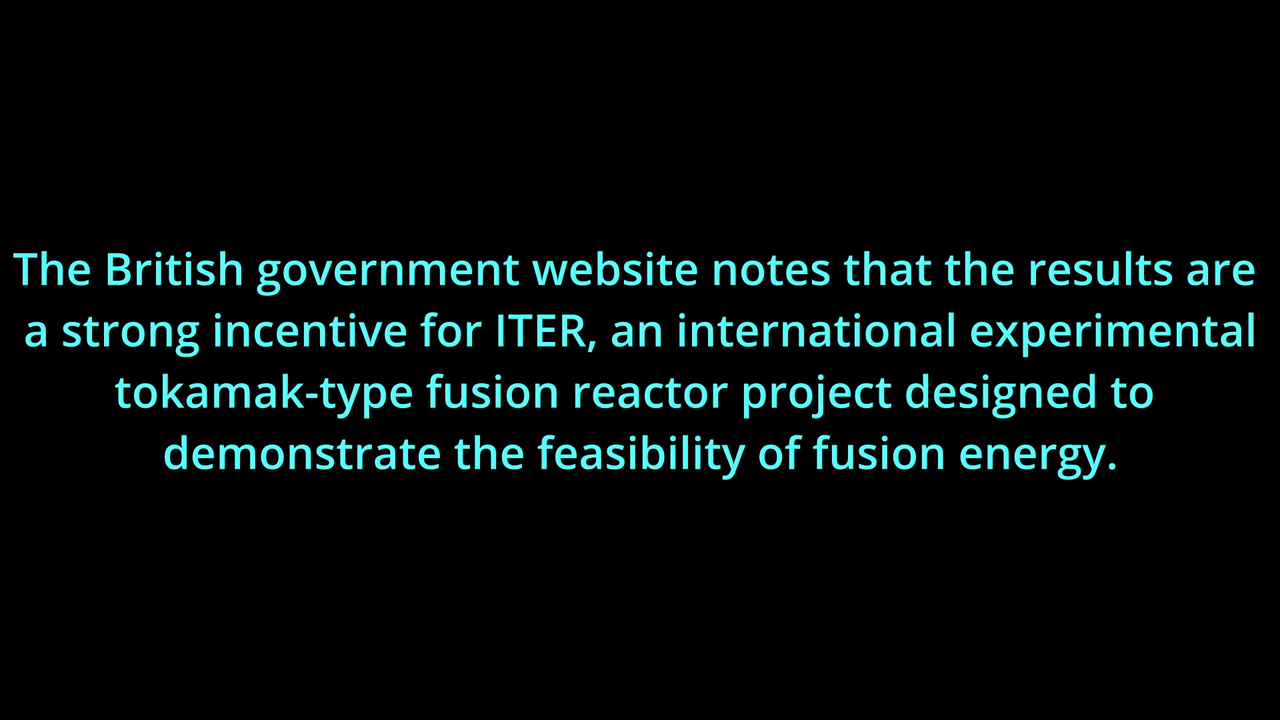 The British government website notes that the results are
a strong incentive for ITER, an international experimental
tokamak-type fusion reactor project designed to
demonstrate the feasibility of fusion energy.